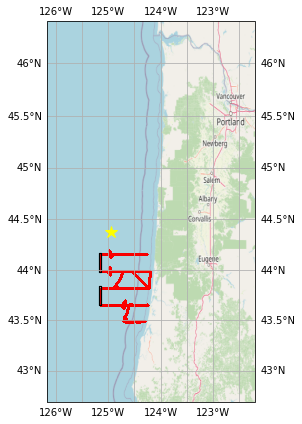 126°W 125°W 124°W 123°W
46°N 46°N
Vancouver
45.5°N 45.5°N
Portland
Newberg
45°N 45°N
Salem
Albany
44.5°N 44.5°N
Corvallis
Eugene
44°N 44°N
43.5°N 43.5°N
43°N 43°N
126°W 125°W 124°W 123°W